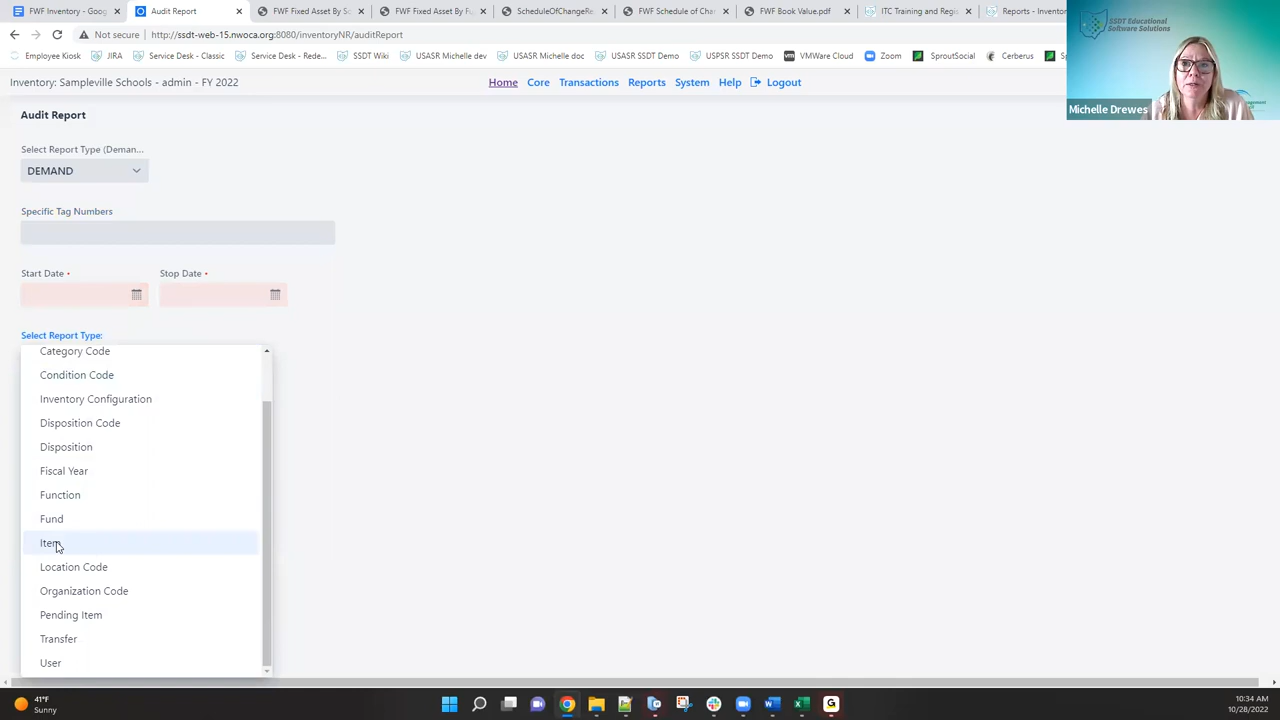 FWF Inventory - Goog
Audit Report
FWF Fixed Asset By So
FWF Fixed Asset By Fu
ScheduleOfChangeRe
FWF Schedule of Chan
FWF Book Value.pdf
ITC Training and Regis
Reports - Inventory
Not secure
http://ssdt-web-15.nwoca.org:8080/inventoryNR/auditReport
Employee Kiosk
JIRA
Service Desk - Classic
Service Desk - Rede...
SSDT Wiki
USASR Michelle dev
USASR Michelle doc
USASR SSDT Demo
USPSR SSDT Demo
VMWare Cloud
Zoom
SproutSocial
Cerberus
SSDT Educational
Software Solutions
Michelle Drewes
Inventory: Sampleville Schools - admin - FY 2022
Home
Core
Transactions
Reports
System
Help
Logout
Audit Report
Select Report Type (Deman...
DEMAND
Specific Tag Numbers
Start Date •
Stop Date •
Select Report Type:
Category Code
Condition Code
Inventory Configuration
Disposition Code
Disposition
Fiscal Year
Function
Fund
Item
Location Code
Organization Code
Pending Item
Transfer
User
41°F
Sunny
10:34 AM
10/28/2022